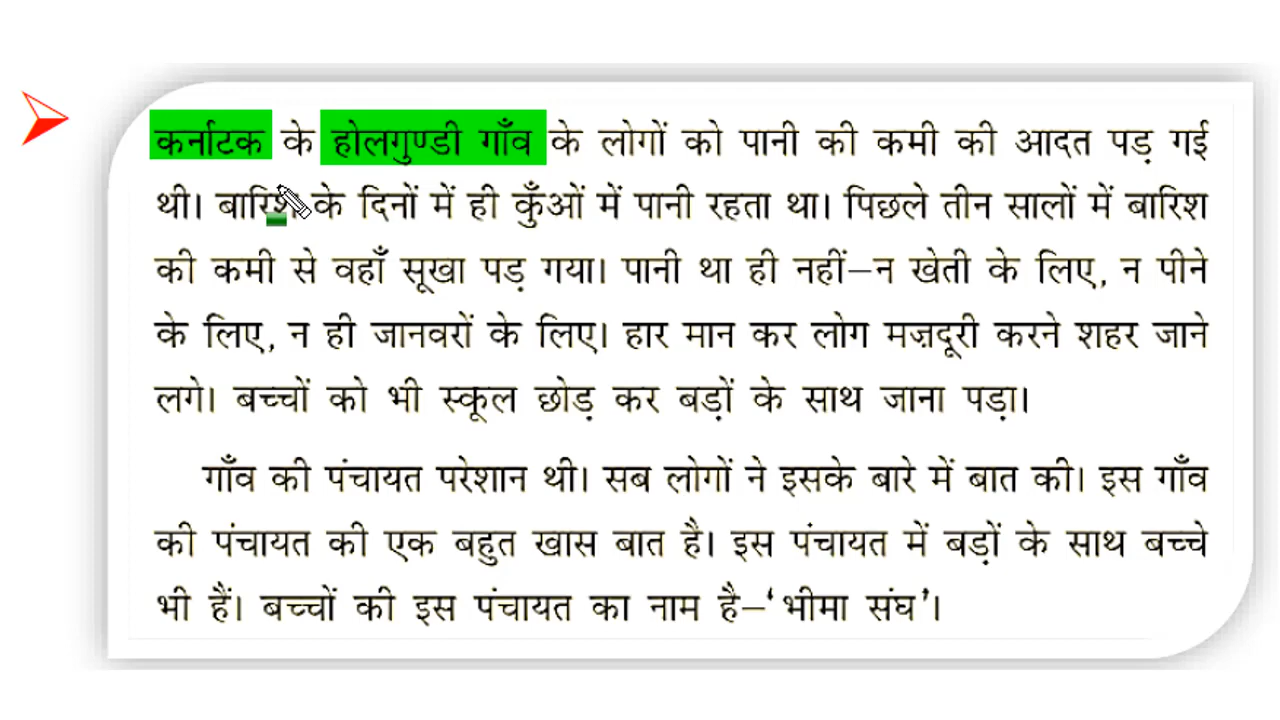 कर्नाटक के होलगुण्डी गाँव के लोगों को पानी की कमी की आदत पड़ गई
थी। बारिश के दिनों में ही कुँओं में पानी रहता था। पिछले तीन सालों में बारिश
की कमी से वहाँ सूखा पड़ गया। पानी था ही नहीं–न खेती के लिए, न पीने
के लिए, न ही जानवरों के लिए। हार मान कर लोग मज़दूरी करने शहर जाने
लगे। बच्चों को भी स्कूल छोड़ कर बड़ों के साथ जाना पड़ा।
गाँव की पंचायत परेशान थी। सब लोगों ने इसके बारे में बात की। इस गाँव
की पंचायत की एक बहुत खास बात है। इस पंचायत में बड़ों के साथ बच्चे
भी हैं। बच्चों की इस पंचायत का नाम है–‘भीमा संघ’।